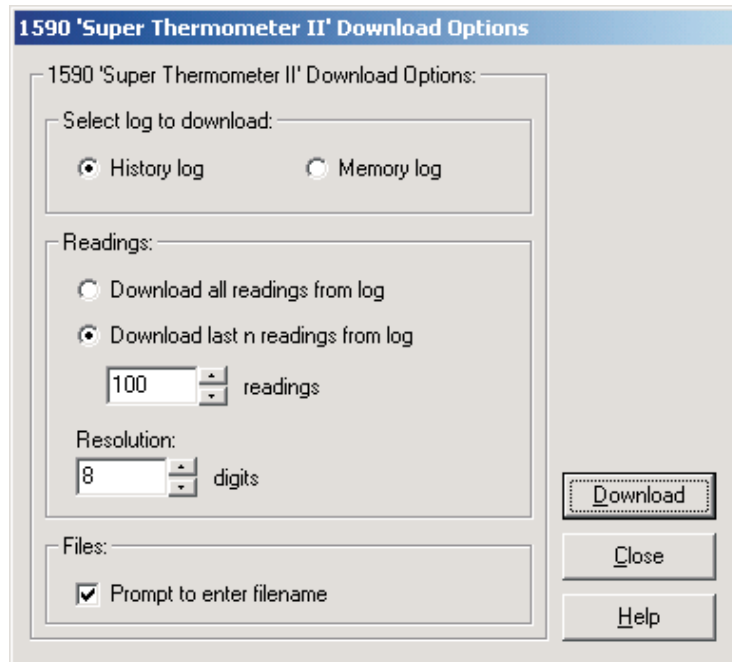 1590 'Super Thermometer II' Download Options
1590 'Super Thermometer II' Download Options:
Select log to download:
History log Memory log
Readings:
Download all readings from log
Download last n readings from log
100 readings
Resolution:
8 digits
Files:
Prompt to enter filename
Download
Close
Help